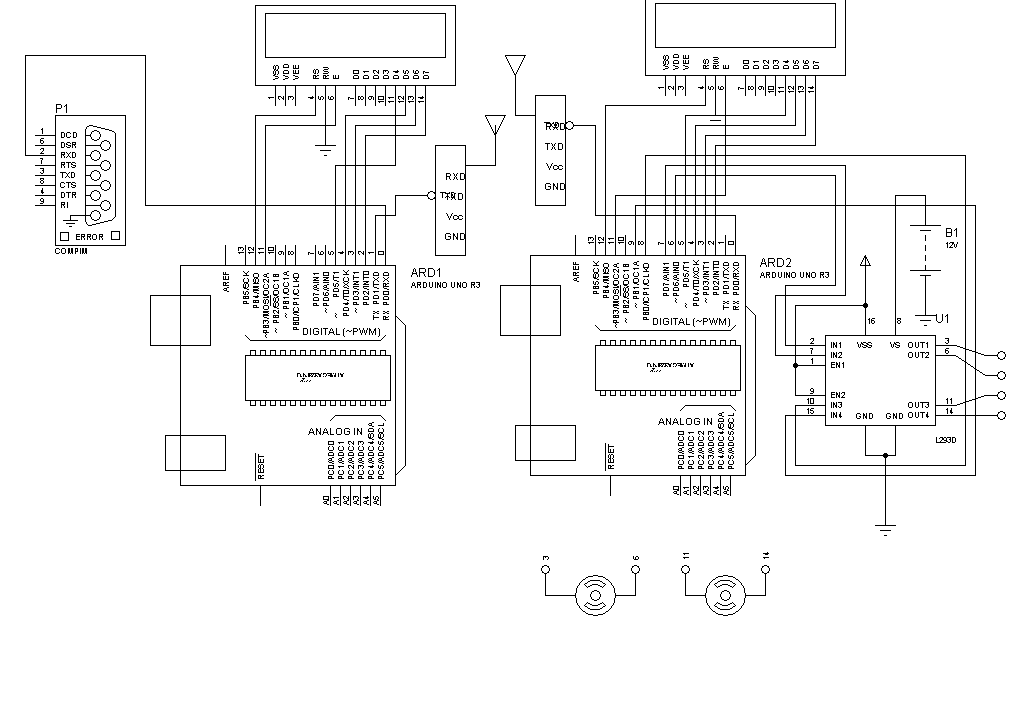 VSS VDD VEE RS RW E D0 D1 D2 D3 D4 D5 D6 D7
1 2 3 4 5 6 7 8 9 10 11 12 13 14
VSS VDD VEE RS RW E D0 D1 D2 D3 D4 D5 D6 D7
1 2 3 4 5 6 7 8 9 10 11 12 13 14
P1
1 DCD
6 DSR
2 RXD
7 RTS
3 TXD
8 CTS
4 DTR
9 RI
ERROR
COMPIM
RXD
TXD
Vcc
GND
RXD
TXD
Vcc
GND
13 12 11 10 9 8 7 6 5 4 3 2 1 0
ARD1
ARDUINO UNO R3
AREF
PB5/SCK
PB4/MISO
~PB3/MOSI/OC2A
~ PB2/SS/OC1B
~ PB1/OC1A
PB0/ICP1/CLKO
PD7/AIN1
~ PD6/AIN0
~ PD5/T1
PD4/T0/XCK
~ PD3/INT1
PD2/INT0
TX PD1/TXD
RX PD0/RXD
DIGITAL (~PWM)
ANALOG IN
RESET
PC0/ADC0
PC1/ADC1
PC2/ADC2
PC3/ADC3
PC4/ADC4/SDA
PC5/ADC5/SCL
A0 A1 A2 A3 A4 A5
13 12 11 10 9 8 7 6 5 4 3 2 1 0
ARD2
ARDUINO UNO R3
AREF
PB5/SCK
PB4/MISO
~PB3/MOSI/OC2A
~ PB2/SS/OC1B
~ PB1/OC1A
PB0/ICP1/CLKO
PD7/AIN1
~ PD6/AIN0
~ PD5/T1
PD4/T0/XCK
~ PD3/INT1
PD2/INT0
TX PD1/TXD
RX PD0/RXD
DIGITAL (~PWM)
ANALOG IN
RESET
PC0/ADC0
PC1/ADC1
PC2/ADC2
PC3/ADC3
PC4/ADC4/SDA
PC5/ADC5/SCL
A0 A1 A2 A3 A4 A5
B1
12V
U1
16 8
2 IN1 VSS VS OUT1 3
7 IN2 OUT2 6
1 EN1
9 EN2
10 IN3 OUT3 11
15 IN4 GND GND OUT4 14
L293D
3 6 11 14